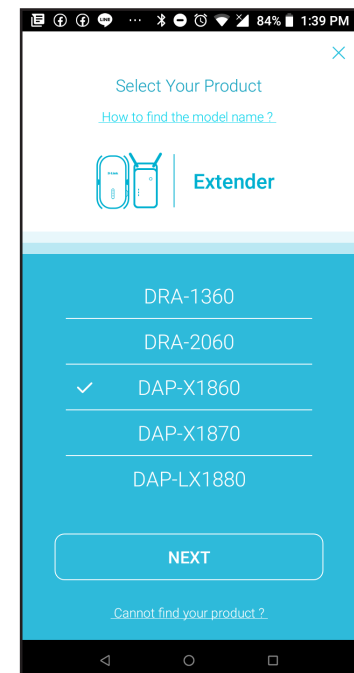 84% 1:39 PM
Select Your Product
How to find the model name ?
Extender
DRA-1360
DRA-2060
DAP-X1860
DAP-X1870
DAP-LX1880
NEXT
Cannot find your product ?